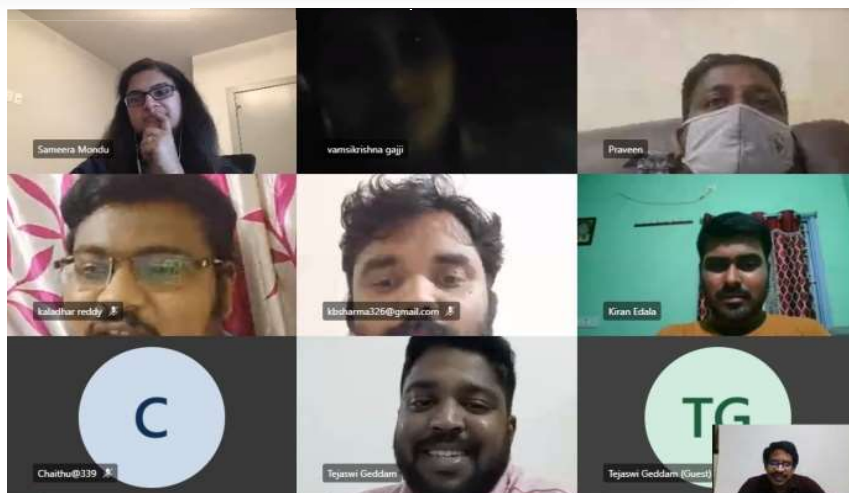 Sameera Mondu
vamsikrishna gajji
Praveen
kaladhar reddy
kbsharma326@gmail.com
Kiran Edala
C
Chaithu@339
Tejaswi Geddam
TG
Tejaswi Geddam (Guest)